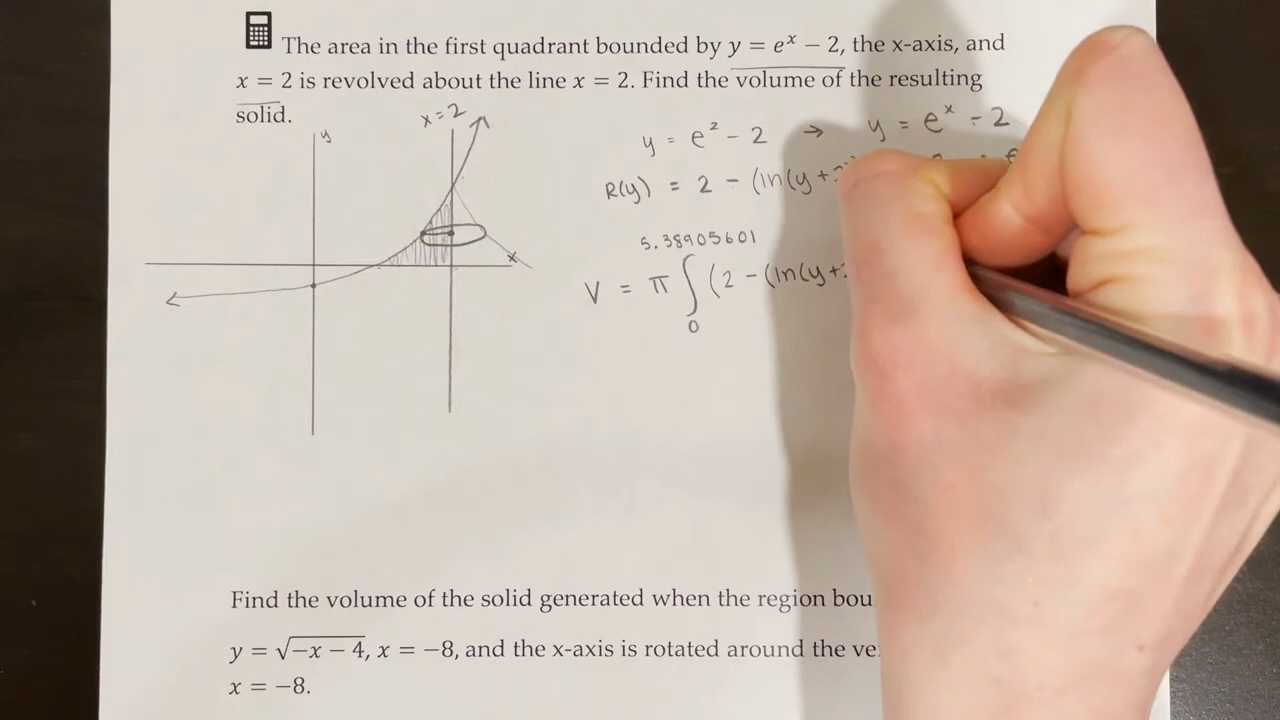 The area in the first quadrant bounded by y = eˣ − 2, the x-axis, and
x = 2 is revolved about the line x = 2. Find the volume of the resulting
solid.
x = 2
y
x
y = e² − 2 → y = eˣ − 2
R(y) = 2 − (ln(y +
5.38905601
V = π ∫ (2 − (ln(y +
0
Find the volume of the solid generated when the region bou
y = √−x − 4, x = −8, and the x-axis is rotated around the ve
x = −8.